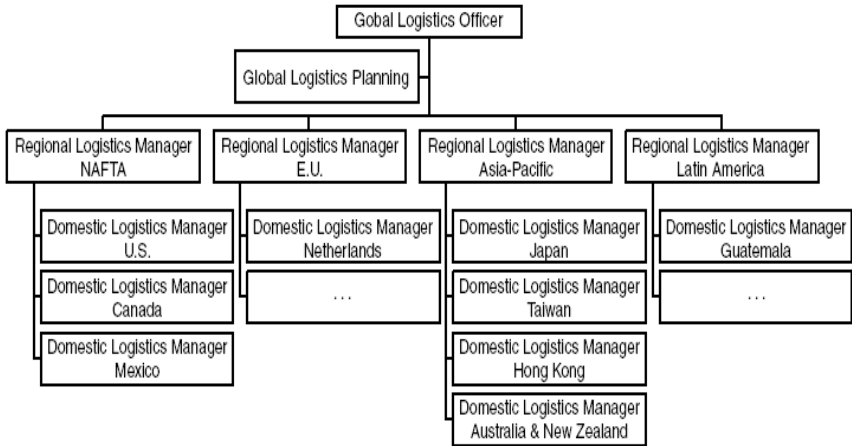 Gobal Logistics Officer
Global Logistics Planning
Regional Logistics Manager
NAFTA
Regional Logistics Manager
E.U.
Regional Logistics Manager
Asia-Pacific
Regional Logistics Manager
Latin America
Domestic Logistics Manager
U.S.
Domestic Logistics Manager
Canada
Domestic Logistics Manager
Mexico
Domestic Logistics Manager
Netherlands
. . .
Domestic Logistics Manager
Japan
Domestic Logistics Manager
Taiwan
Domestic Logistics Manager
Hong Kong
Domestic Logistics Manager
Australia & New Zealand
Domestic Logistics Manager
Guatemala
. . .